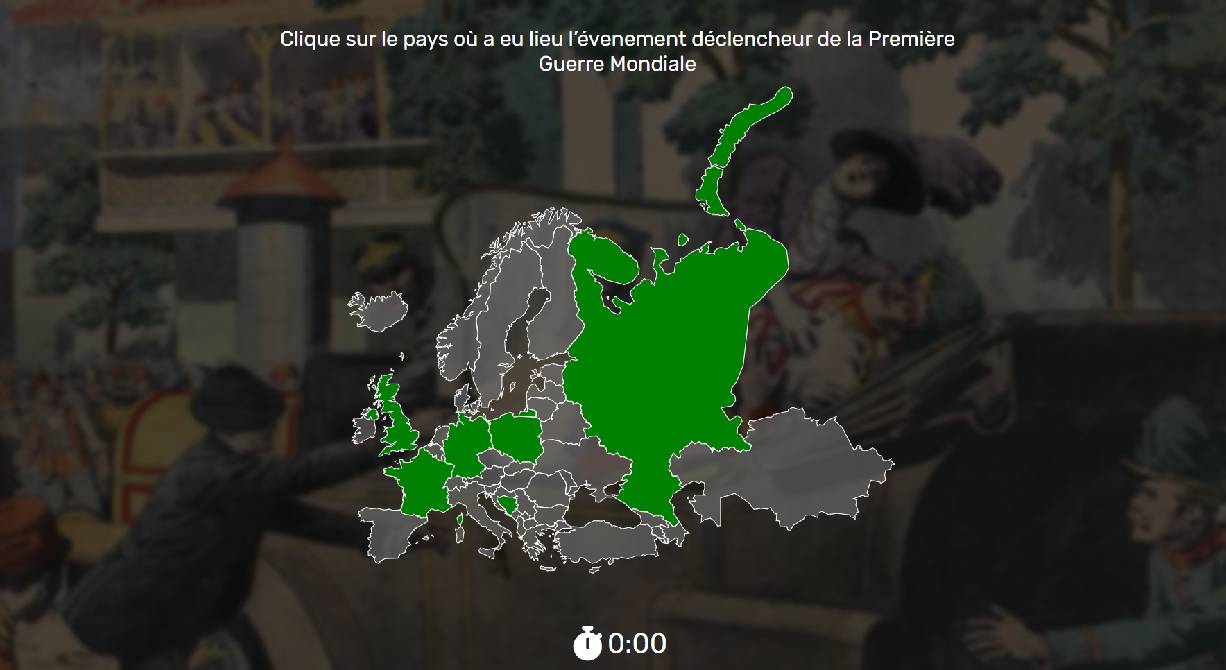 Clique sur le pays où a eu lieu l'évenement déclencheur de la Première
Guerre Mondiale
0:00